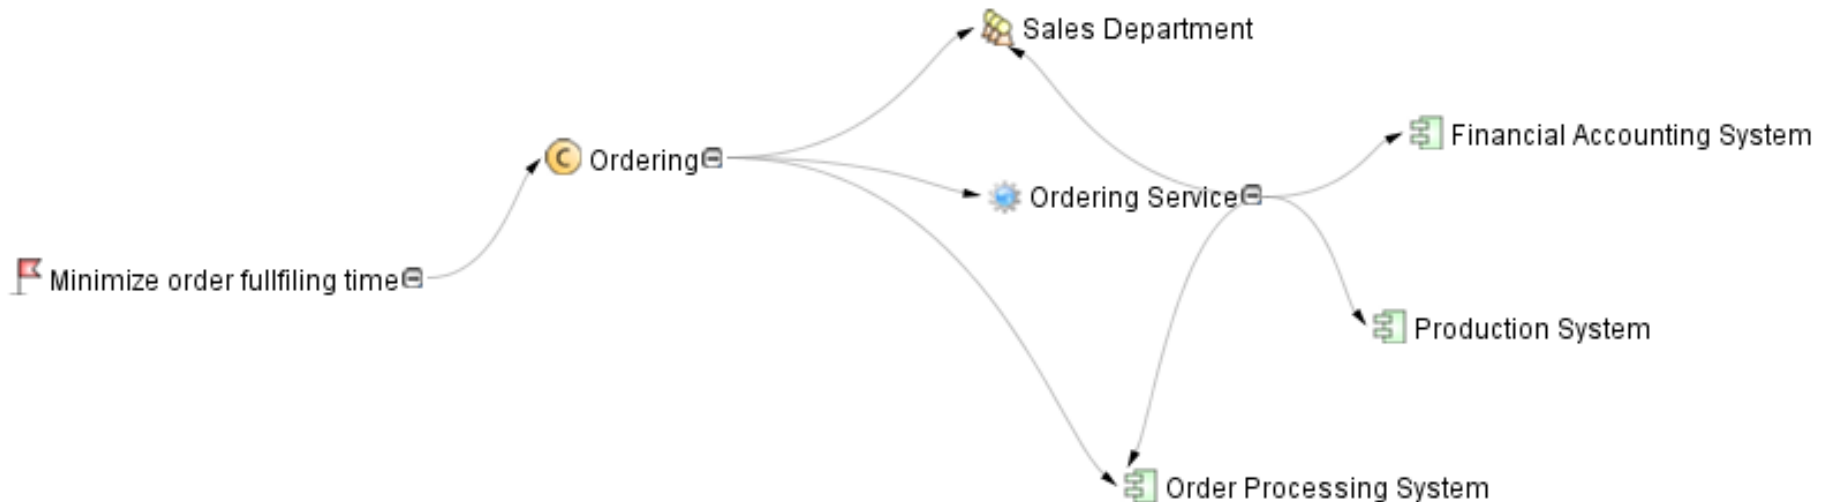 Sales Department
Financial Accounting System
C Ordering
Ordering Service
Minimize order fullfiling time
Production System
Order Processing System